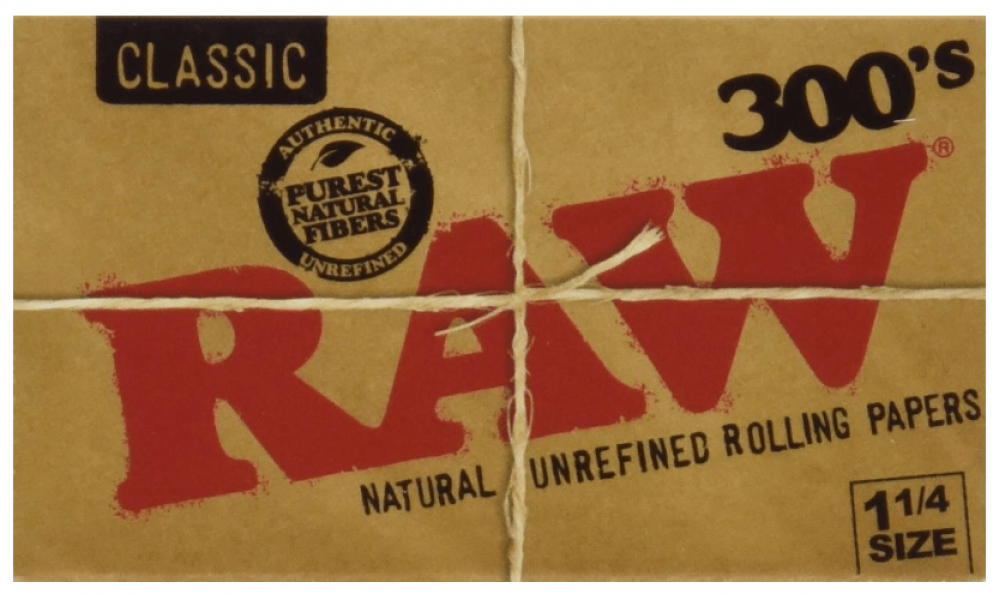 CLASSIC
300's
AUTHENTIC
PUREST
NATURAL
FIBERS
UNREFINED
RAW®
NATURAL UNREFINED ROLLING PAPERS
1 1/4
SIZE